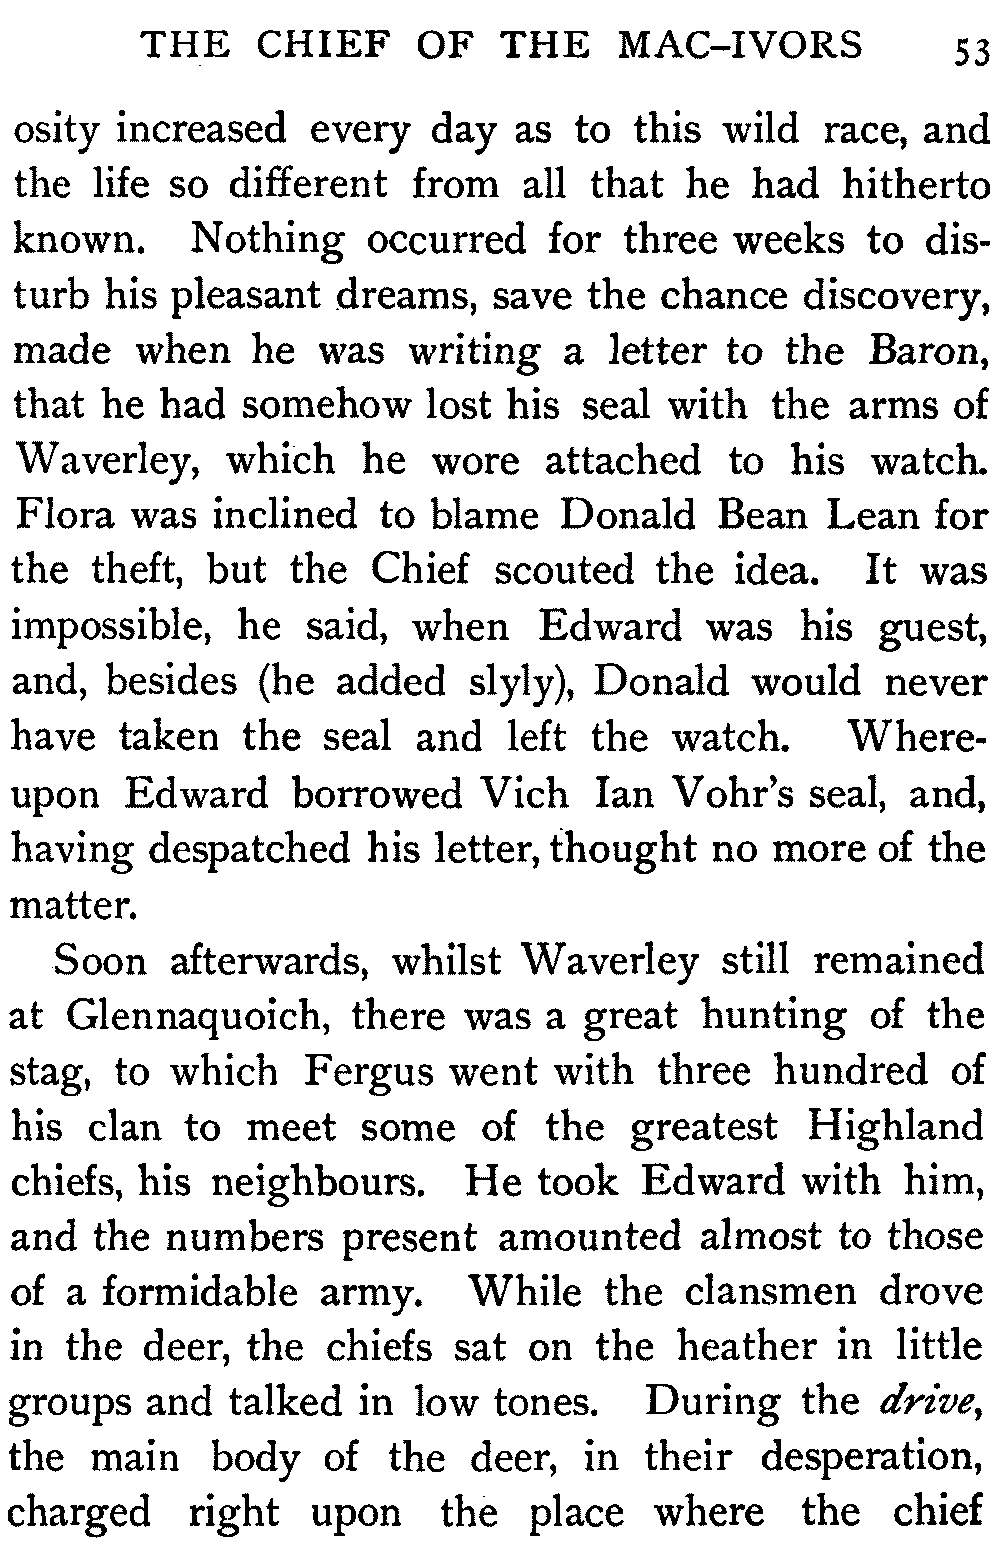 THE CHIEF OF THE MAC-IVORS 53
osity increased every day as to this wild race, and
the life so different from all that he had hitherto
known. Nothing occurred for three weeks to dis-
turb his pleasant dreams, save the chance discovery,
made when he was writing a letter to the Baron,
that he had somehow lost his seal with the arms of
Waverley, which he wore attached to his watch.
Flora was inclined to blame Donald Bean Lean for
the theft, but the Chief scouted the idea. It was
impossible, he said, when Edward was his guest,
and, besides (he added slyly), Donald would never
have taken the seal and left the watch. Where-
upon Edward borrowed Vich Ian Vohr's seal, and,
having despatched his letter, thought no more of the
matter.
Soon afterwards, whilst Waverley still remained
at Glennaquoich, there was a great hunting of the
stag, to which Fergus went with three hundred of
his clan to meet some of the greatest Highland
chiefs, his neighbours. He took Edward with him,
and the numbers present amounted almost to those
of a formidable army. While the clansmen drove
in the deer, the chiefs sat on the heather in little
groups and talked in low tones. During the drive,
the main body of the deer, in their desperation,
charged right upon the place where the chief